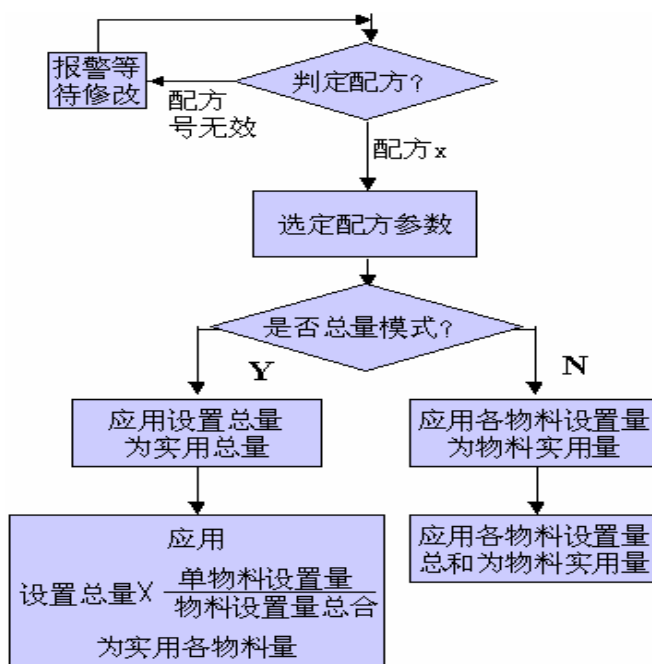 报警等
待修改
判定配方?
配方
号无效
配方x
选定配方参数
是否总量模式?
Y
N
应用设置总量
为实用总量
应用各物料设置量
为物料实用量
应用
设置总量X 单物料设置量
物料设置量总合
为实用各物料量
应用各物料设置量
总和为物料实用量